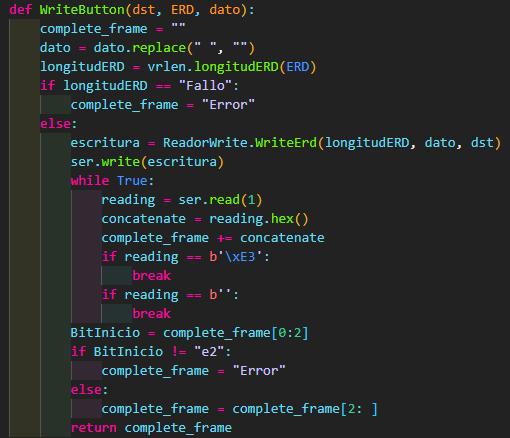 def WriteButton(dst, ERD, dato):
    complete_frame = ""
    dato = dato.replace(" ", "")
    longitudERD = vrlen.longitudERD(ERD)
    if longitudERD == "Fallo":
        complete_frame = "Error"
    else:
        escritura = ReadorWrite.WriteErd(longitudERD, dato, dst)
        ser.write(escritura)
        while True:
            reading = ser.read(1)
            concatenate = reading.hex()
            complete_frame += concatenate
            if reading == b'\xE3':
                break
            if reading == b'':
                break
        BitInicio = complete_frame[0:2]
        if BitInicio != "e2":
            complete_frame = "Error"
        else:
            complete_frame = complete_frame[2: ]
        return complete_frame